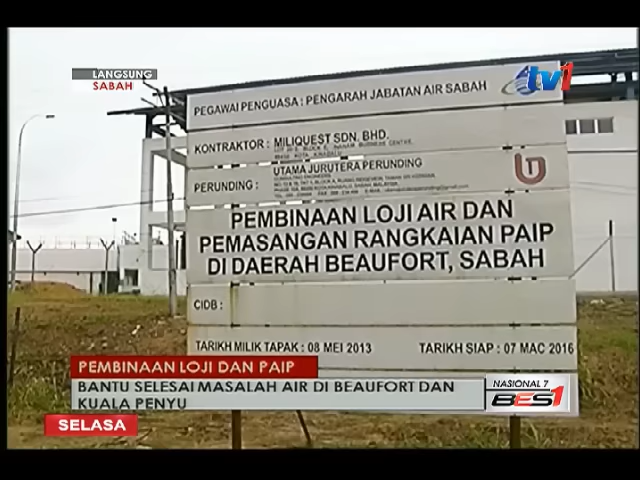 LANGSUNG
SABAH
tv1
PEGAWAI PENGUASA : PENGARAH JABATAN AIR SABAH
KONTRAKTOR : MILIQUEST SDN. BHD.
PERUNDING : UTAMA JURUTERA PERUNDING
PEMBINAAN LOJI AIR DAN
PEMASANGAN RANGKAIAN PAIP
DI DAERAH BEAUFORT, SABAH
CIDB :
TARIKH MILIK TAPAK : 08 MEI 2013 TARIKH SIAP : 07 MAC 2016
PEMBINAAN LOJI DAN PAIP
BANTU SELESAI MASALAH AIR DI BEAUFORT DAN
KUALA PENYU
NASIONAL 7
BES1
SELASA